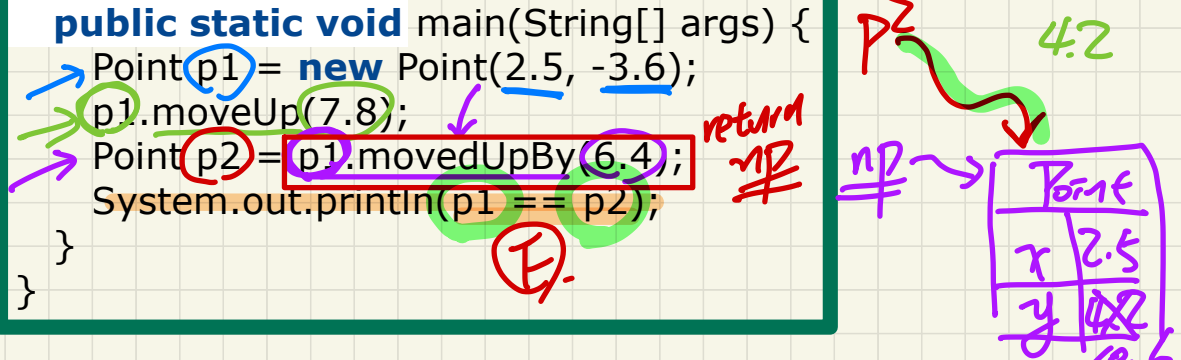 public static void main(String[] args) {
Point p1 = new Point(2.5, -3.6);
p1.moveUp(7.8);
Point p2 = p1.movedUpBy(6.4);
System.out.println(p1 == p2);
}
}
return
np
F.
p2
4.2
np
Point
x 2.5
y 4.2